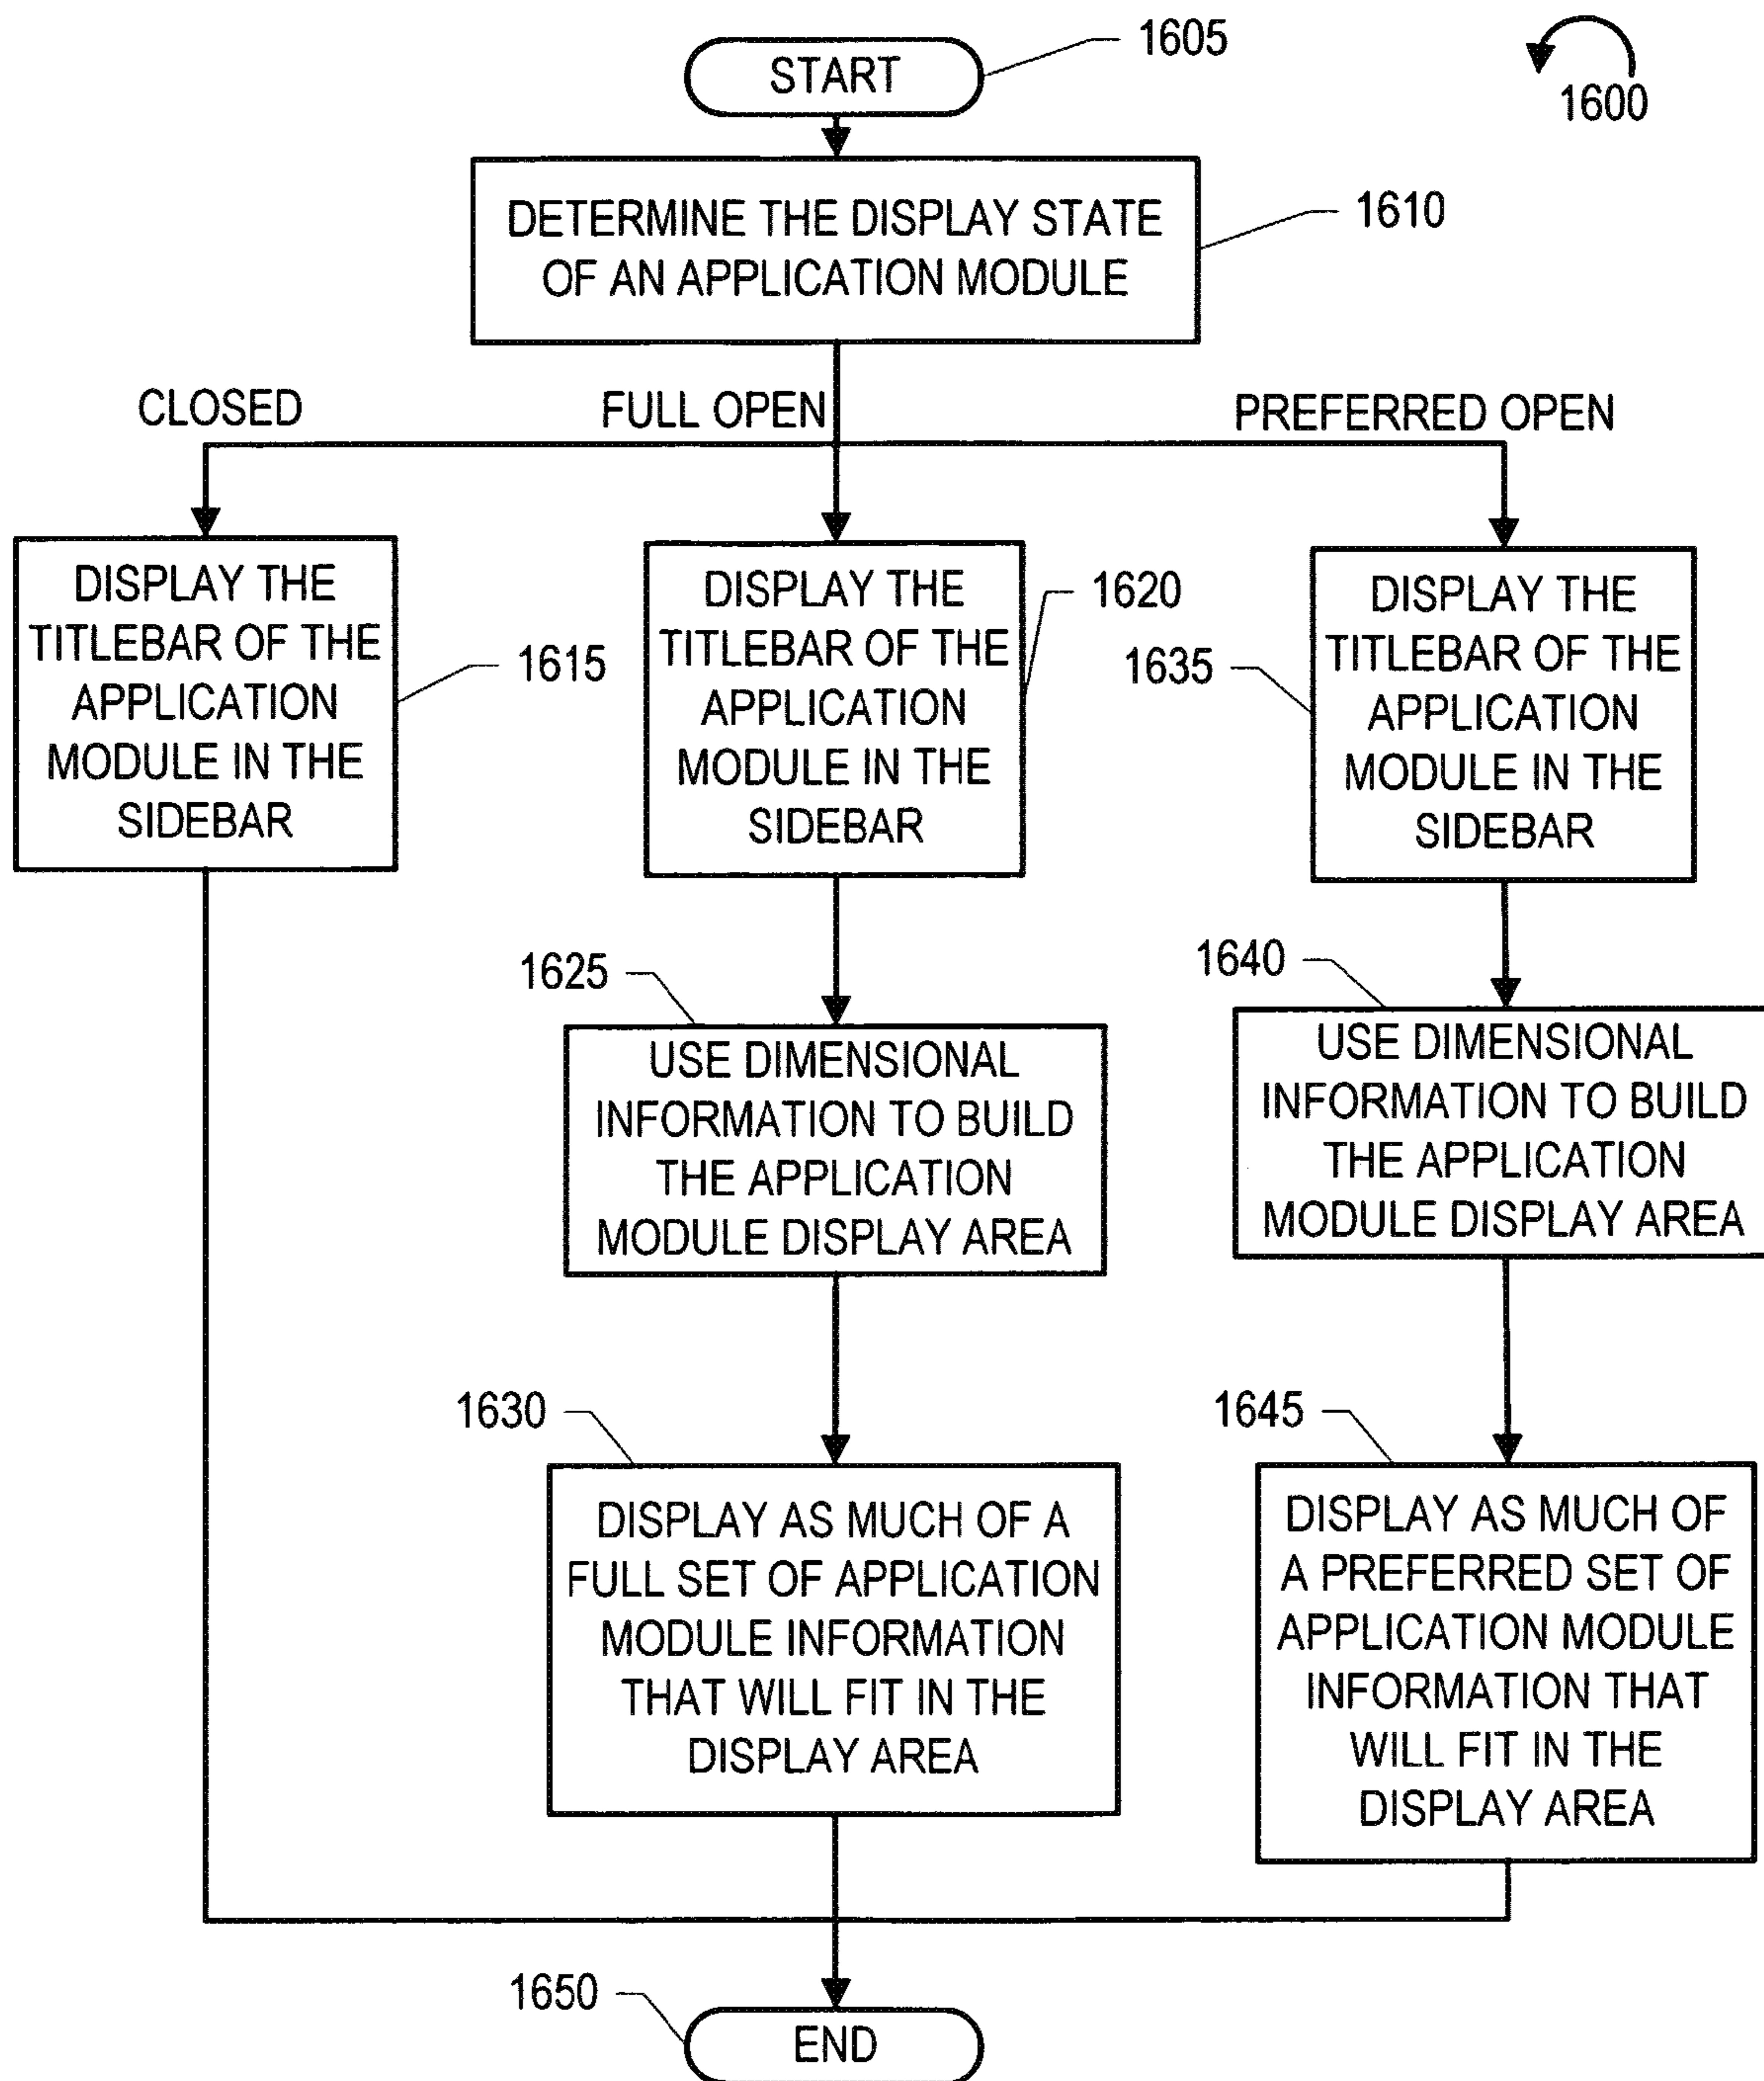 START
1605
1600
DETERMINE THE DISPLAY STATE
OF AN APPLICATION MODULE
1610
CLOSED
FULL OPEN
PREFERRED OPEN
DISPLAY THE
TITLEBAR OF THE
APPLICATION
MODULE IN THE
SIDEBAR
1615
DISPLAY THE
TITLEBAR OF THE
APPLICATION
MODULE IN THE
SIDEBAR
1620
1635
DISPLAY THE
TITLEBAR OF THE
APPLICATION
MODULE IN THE
SIDEBAR
1625
USE DIMENSIONAL
INFORMATION TO BUILD
THE APPLICATION
MODULE DISPLAY AREA
1640
USE DIMENSIONAL
INFORMATION TO BUILD
THE APPLICATION
MODULE DISPLAY AREA
1630
DISPLAY AS MUCH OF A
FULL SET OF APPLICATION
MODULE INFORMATION
THAT WILL FIT IN THE
DISPLAY AREA
1645
DISPLAY AS MUCH OF
A PREFERRED SET OF
APPLICATION MODULE
INFORMATION THAT
WILL FIT IN THE
DISPLAY AREA
1650
END